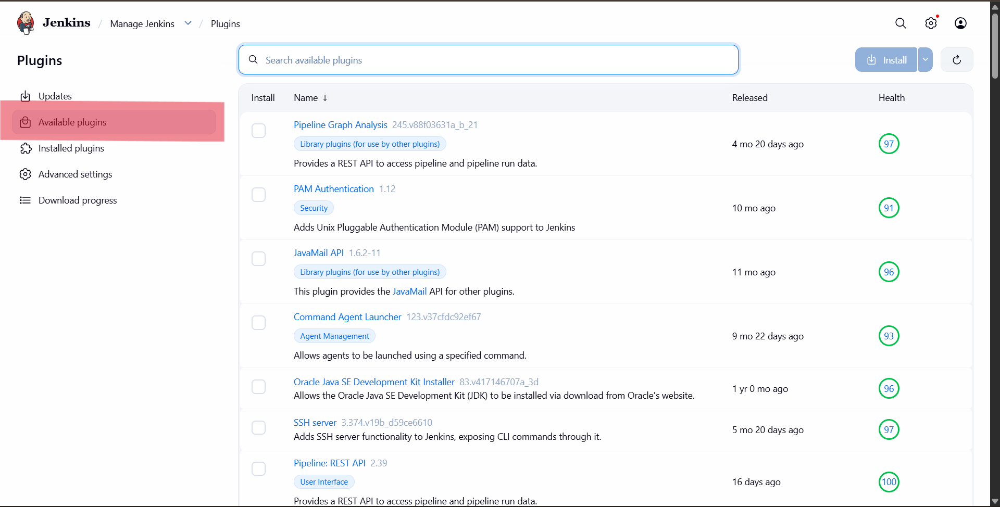 Jenkins / Manage Jenkins / Plugins
Plugins
Search available plugins
Install
Updates
Available plugins
Installed plugins
Advanced settings
Download progress
Install Name ↓ Released Health
Pipeline Graph Analysis 245.v88f03631a_b_21
Library plugins (for use by other plugins)
Provides a REST API to access pipeline and pipeline run data.
4 mo 20 days ago
97
PAM Authentication 1.12
Security
Adds Unix Pluggable Authentication Module (PAM) support to Jenkins
10 mo ago
91
JavaMail API 1.6.2-11
Library plugins (for use by other plugins)
This plugin provides the JavaMail API for other plugins.
11 mo ago
96
Command Agent Launcher 123.v37cfdc92ef67
Agent Management
Allows agents to be launched using a specified command.
9 mo 22 days ago
93
Oracle Java SE Development Kit Installer 83.v417146707a_3d
Allows the Oracle Java SE Development Kit (JDK) to be installed via download from Oracle's website.
1 yr 0 mo ago
96
SSH server 3.374.v19b_d59ce6610
Adds SSH server functionality to Jenkins, exposing CLI commands through it.
5 mo 20 days ago
97
Pipeline: REST API 2.39
User Interface
Provides a REST API to access pipeline and pipeline run data.
16 days ago
100